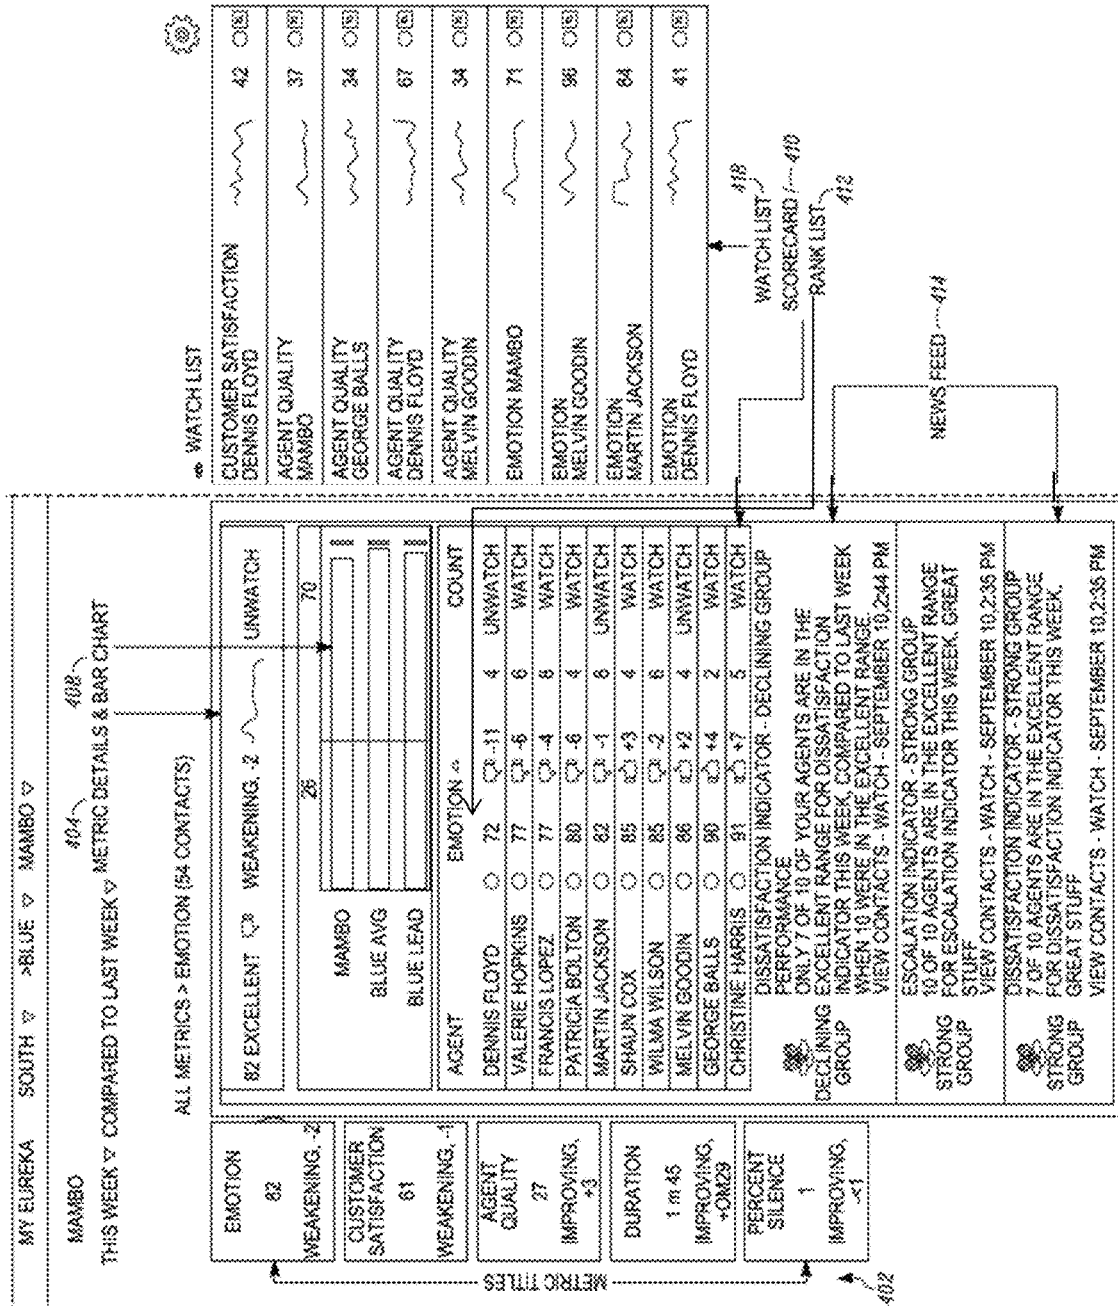 MY EUREKA SOUTH ▽ >BLUE ▽ MAMBO ▽
MAMBO
THIS WEEK ▽ COMPARED TO LAST WEEK ▽
404
408
METRIC DETAILS & BAR CHART
ALL METRICS > EMOTION (54 CONTACTS)
EMOTION
82
WEAKENING, -2
CUSTOMER
SATISFACTION
61
WEAKENING, -1
AGENT
QUALITY
27
IMPROVING,
+3
DURATION
1 m 45
IMPROVING,
+0M29
PERCENT
SILENCE
1
IMPROVING,
-<1
METRIC TITLES
402
82 EXCELLENT WEAKENING, -2 UNWATCH
26 70
MAMBO
BLUE AVG
BLUE LEAD
AGENT EMOTION COUNT
DENNIS FLOYD 72 -11 4 UNWATCH
VALERIE HOPKINS 77 -6 6 WATCH
FRANCIS LOPEZ 77 -4 8 WATCH
PATRICIA BOLTON 80 -6 4 WATCH
MARTIN JACKSON 82 -1 8 UNWATCH
SHAUN COX 85 +3 4 WATCH
WILMA WILSON 85 -2 6 WATCH
MELVIN GOODIN 86 +2 4 UNWATCH
GEORGE BALLS 90 +4 2 WATCH
CHRISTINE HARRIS 91 +7 5 WATCH
DECLINING
GROUP
DISSATISFACTION INDICATOR - DECLINING GROUP
PERFORMANCE
ONLY 7 OF 10 OF YOUR AGENTS ARE IN THE
EXCELLENT RANGE FOR DISSATISFACTION
INDICATOR THIS WEEK, COMPARED TO LAST WEEK
WHEN 10 WERE IN THE EXCELLENT RANGE.
VIEW CONTACTS - WATCH - SEPTEMBER 10,2:44 PM
STRONG
GROUP
ESCALATION INDICATOR - STRONG GROUP
10 OF 10 AGENTS ARE IN THE EXCELLENT RANGE
FOR ESCALATION INDICATOR THIS WEEK. GREAT
STUFF
VIEW CONTACTS - WATCH - SEPTEMBER 10,2:35 PM
STRONG
GROUP
DISSATISFACTION INDICATOR - STRONG GROUP
7 OF 10 AGENTS ARE IN THE EXCELLENT RANGE
FOR DISSATISFACTION INDICATOR THIS WEEK.
GREAT STUFF
VIEW CONTACTS - WATCH - SEPTEMBER 10,2:35 PM
WATCH LIST
CUSTOMER SATISFACTION
DENNIS FLOYD 42
AGENT QUALITY
MAMBO 37
AGENT QUALITY
GEORGE BALLS 34
AGENT QUALITY
DENNIS FLOYD 67
AGENT QUALITY
MELVIN GOODIN 34
EMOTION MAMBO 71
EMOTION
MELVIN GOODIN 96
EMOTION
MARTIN JACKSON 84
EMOTION
DENNIS FLOYD 41
WATCH LIST 418
SCORECARD / 410
RANK LIST 412
NEWS FEED 414